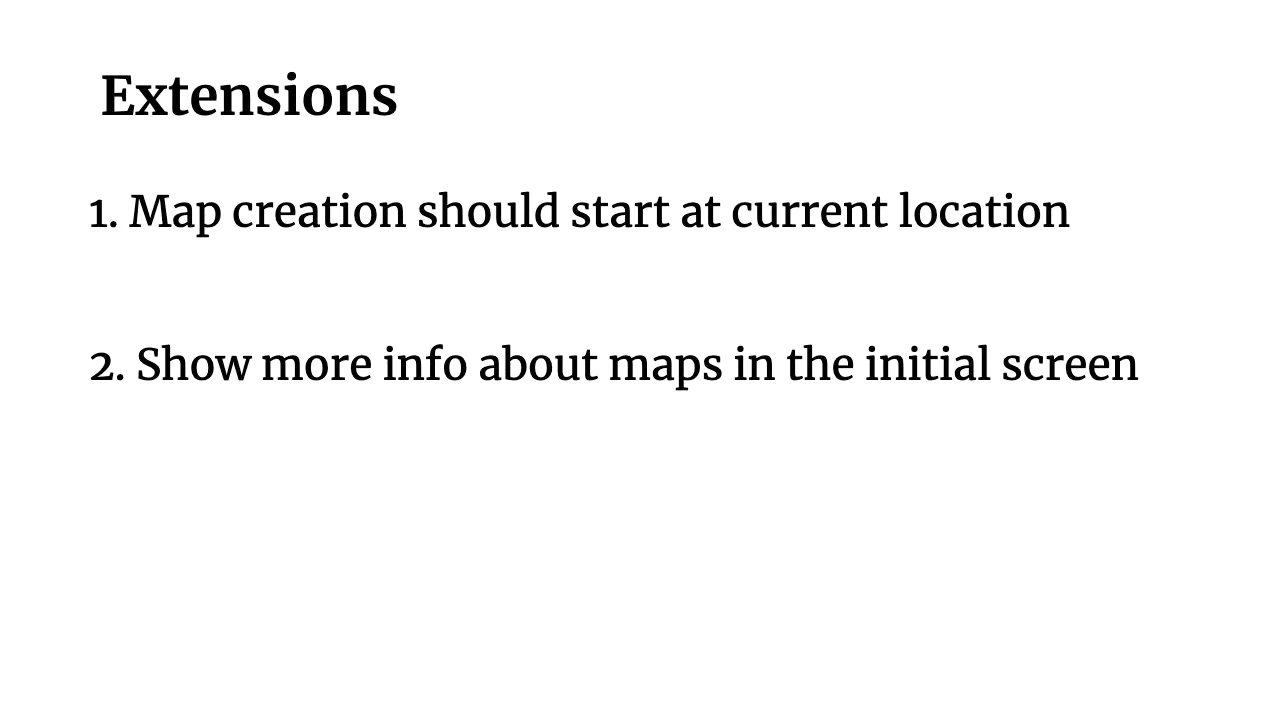 Extensions
1. Map creation should start at current location
2. Show more info about maps in the initial screen